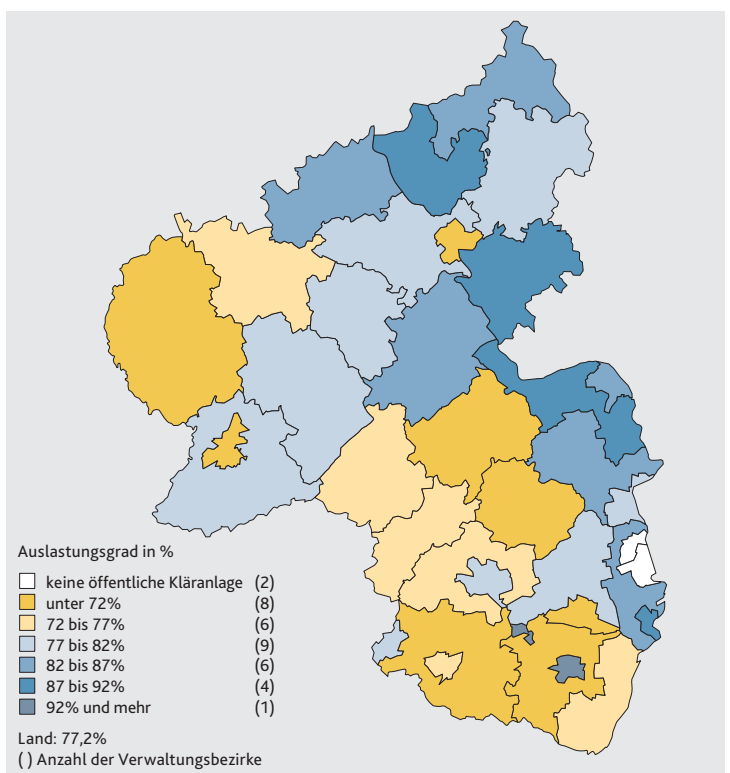 Auslastungsgrad in %
keine öffentliche Kläranlage (2)
unter 72% (8)
72 bis 77% (6)
77 bis 82% (9)
82 bis 87% (6)
87 bis 92% (4)
92% und mehr (1)
Land: 77,2%
( ) Anzahl der Verwaltungsbezirke